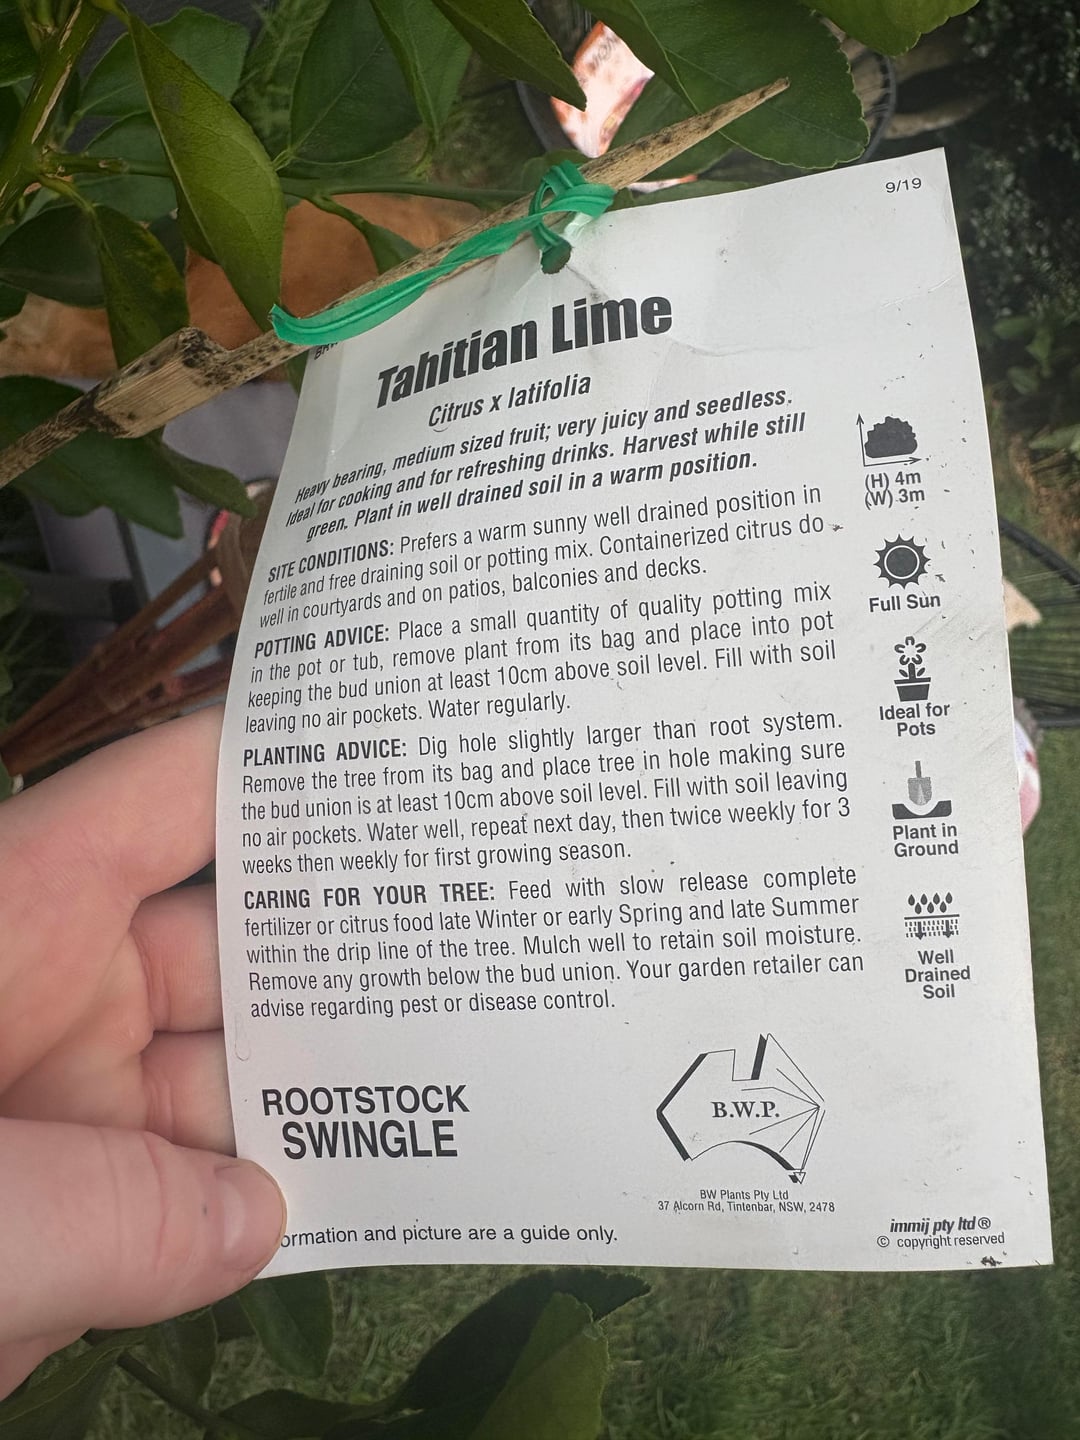 9/19
Tahitian Lime
Citrus x latifolia
Heavy bearing, medium sized fruit; very juicy and seedless.
Ideal for cooking and for refreshing drinks. Harvest while still
green. Plant in well drained soil in a warm position.
SITE CONDITIONS: Prefers a warm sunny well drained position in
fertile and free draining soil or potting mix. Containerized citrus do
well in courtyards and on patios, balconies and decks.
POTTING ADVICE: Place a small quantity of quality potting mix
in the pot or tub, remove plant from its bag and place into pot
keeping the bud union at least 10cm above soil level. Fill with soil
leaving no air pockets. Water regularly.
PLANTING ADVICE: Dig hole slightly larger than root system.
Remove the tree from its bag and place tree in hole making sure
the bud union is at least 10cm above soil level. Fill with soil leaving
no air pockets. Water well, repeat next day, then twice weekly for 3
weeks then weekly for first growing season.
CARING FOR YOUR TREE: Feed with slow release complete
fertilizer or citrus food late Winter or early Spring and late Summer
within the drip line of the tree. Mulch well to retain soil moisture.
Remove any growth below the bud union. Your garden retailer can
advise regarding pest or disease control.
(H) 4m
(W) 3m
Full Sun
Ideal for
Pots
Plant in
Ground
Well
Drained
Soil
ROOTSTOCK
SWINGLE
B.W.P.
BW Plants Pty Ltd
37 Alcorn Rd, Tintenbar, NSW, 2478
ormation and picture are a guide only.
immij pty ltd ®
© copyright reserved